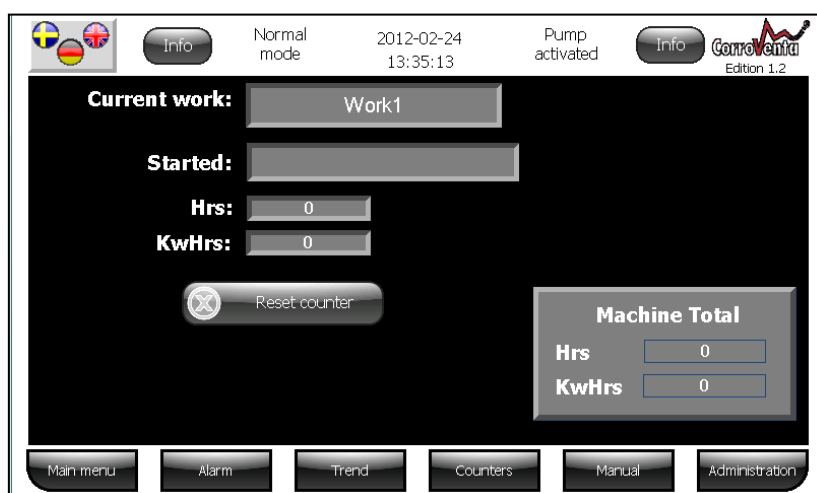 Info
Normal
mode
2012-02-24
13:35:13
Pump
activated
Info
CorroVenta
Edition 1.2
Current work: Work1
Started:
Hrs: 0
KwHrs: 0
Reset counter
Machine Total
Hrs 0
KwHrs 0
Main menu Alarm Trend Counters Manual Administration